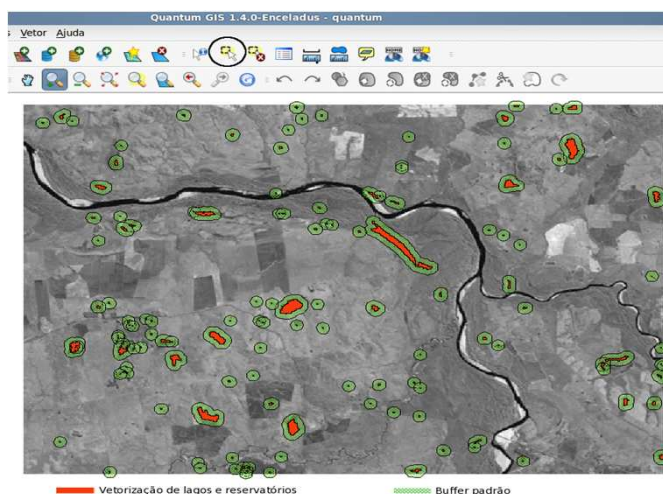 Quantum GIS 1.4.0-Enceladus - quantum
Vetor Ajuda
Vetorização de lagos e reservatórios
Buffer padrão